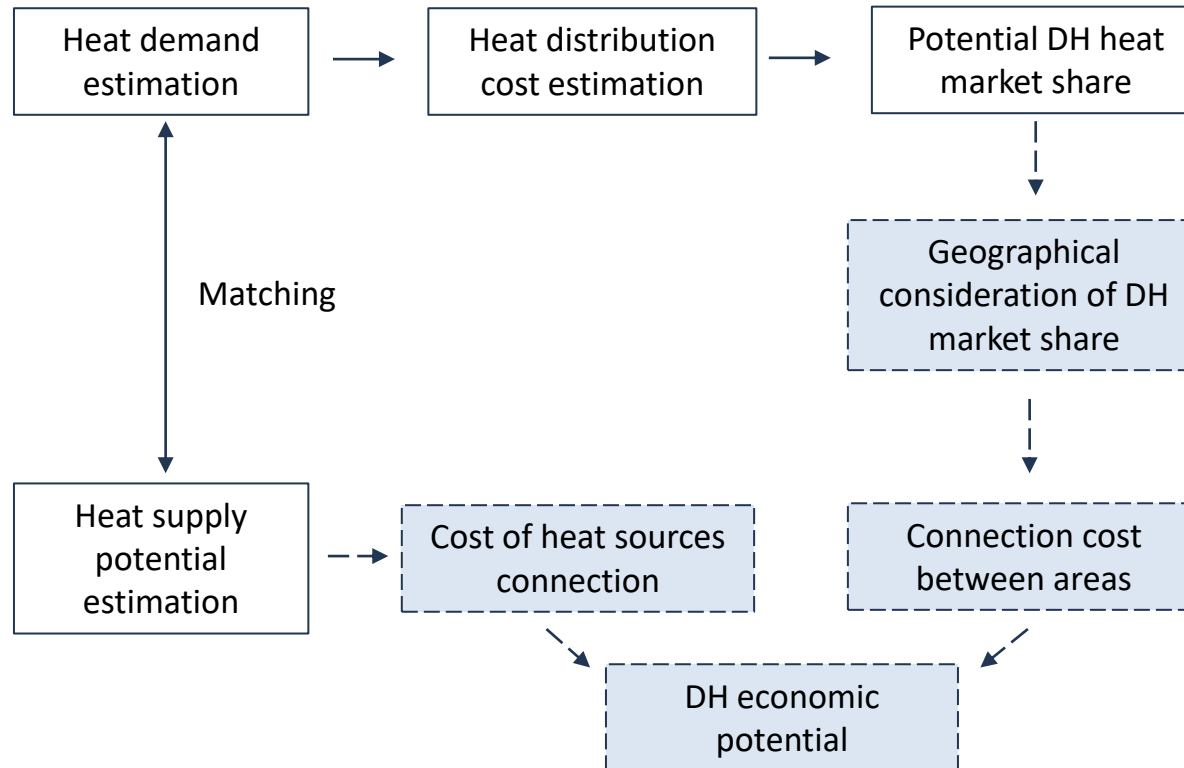 Heat demand
estimation
Heat distribution
cost estimation
Potential DH heat
market share
Geographical
consideration of DH
market share
Matching
Heat supply
potential
estimation
Cost of heat sources
connection
Connection cost
between areas
DH economic
potential